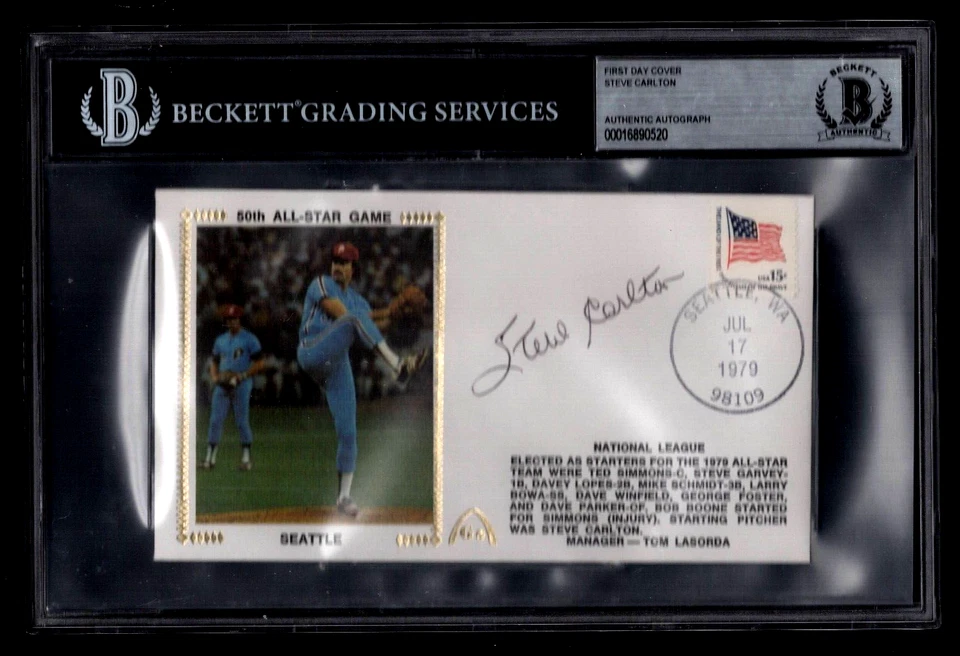 B BECKETT® GRADING SERVICES
FIRST DAY COVER
STEVE CARLTON
AUTHENTIC AUTOGRAPH
00016890520
BECKETT
B
AUTHENTIC
50th ALL-STAR GAME
SEATTLE
Steve Carlton
USA 15c
SEATTLE, WA
JUL
17
1979
98109
NATIONAL LEAGUE
ELECTED AS STARTERS FOR THE 1979 ALL-STAR
TEAM WERE TED SIMMONS-C, STEVE GARVEY-
1B, DAVEY LOPES-2B, MIKE SCHMIDT-3B, LARRY
BOWA-SS, DAVE WINFIELD, GEORGE FOSTER,
AND DAVE PARKER-OF. BOB BOONE STARTED
FOR SIMMONS (INJURY). STARTING PITCHER
WAS STEVE CARLTON.
MANAGER — TOM LASORDA